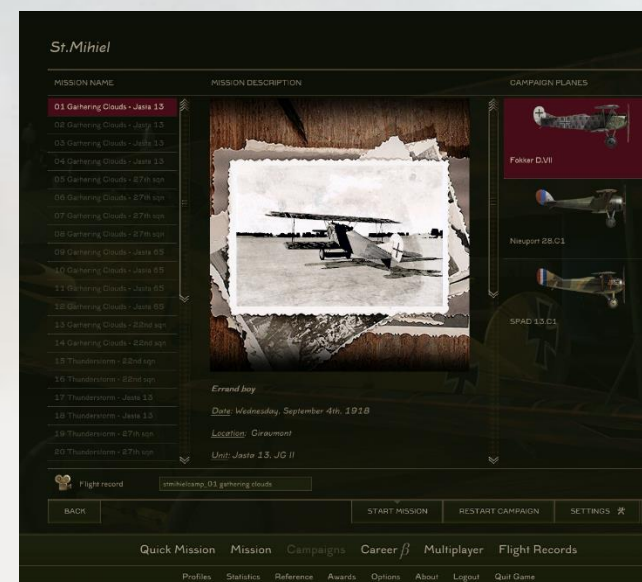 St.Mihiel
MISSION NAME
MISSION DESCRIPTION
CAMPAIGN PLANES
01 Gathering Clouds - Jasta 13
02 Gathering Clouds - Jasta 13
03 Gathering Clouds - Jasta 13
04 Gathering Clouds - Jasta 13
05 Gathering Clouds - 27th sqn
06 Gathering Clouds - 27th sqn
07 Gathering Clouds - 27th sqn
08 Gathering Clouds - 27th sqn
09 Gathering Clouds - Jasta 65
10 Gathering Clouds - Jasta 65
11 Gathering Clouds - Jasta 65
12 Gathering Clouds - Jasta 65
13 Gathering Clouds - 22nd sqn
14 Gathering Clouds - 22nd sqn
15 Thunderstorm - 22nd sqn
16 Thunderstorm - 22nd sqn
17 Thunderstorm - Jasta 13
18 Thunderstorm - Jasta 13
19 Thunderstorm - 27th sqn
20 Thunderstorm - 27th sqn
Errand boy
Date: Wednesday, September 4th, 1918
Location: Giraumont
Unit: Jasta 13, JG II
Fokker D.VII
Nieuport 28.C1
SPAD 13.C1
Flight record
stmihielcamp_01 gathering clouds
BACK
START MISSION
RESTART CAMPAIGN
SETTINGS
Quick Mission Mission Campaigns Career β Multiplayer Flight Records
Profiles Statistics Reference Awards Options About Logout Quit Game